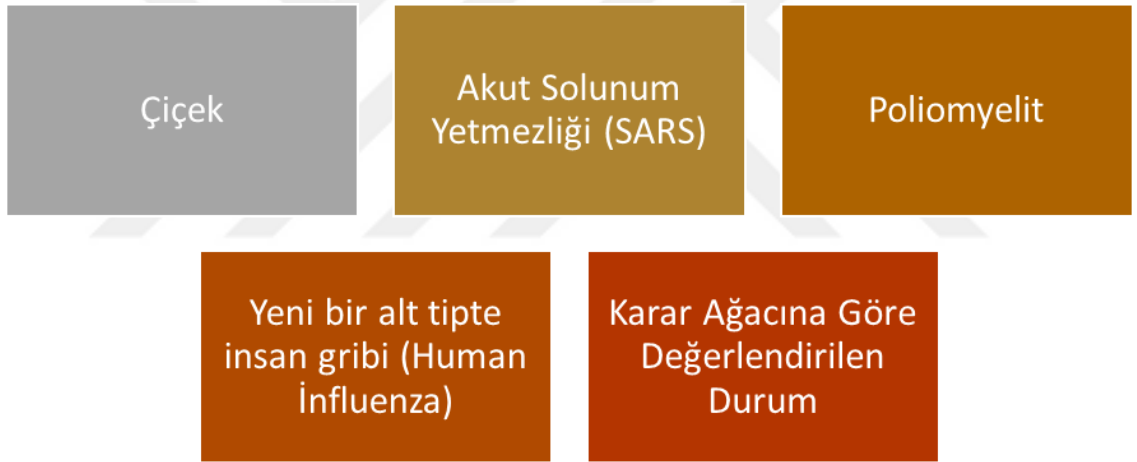 Çiçek
Akut Solunum
Yetmezliği (SARS)
Poliomyelit
Yeni bir alt tipte
insan gribi (Human
İnfluenza)
Karar Ağacına Göre
Değerlendirilen
Durum